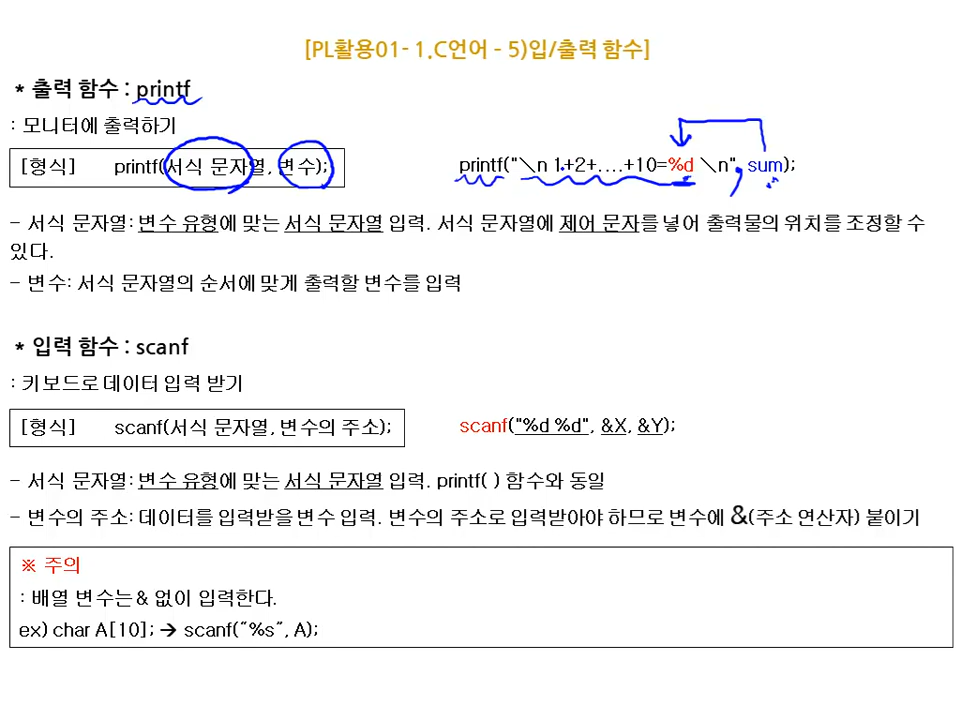 [PL활용01- 1.C언어 - 5)입/출력 함수]
* 출력 함수 : printf
: 모니터에 출력하기
[형식] printf(서식 문자열, 변수); printf("\n 1+2+....+10=%d \n", sum);
- 서식 문자열: 변수 유형에 맞는 서식 문자열 입력. 서식 문자열에 제어 문자를 넣어 출력물의 위치를 조정할 수
있다.
- 변수: 서식 문자열의 순서에 맞게 출력할 변수를 입력
* 입력 함수 : scanf
: 키보드로 데이터 입력 받기
[형식] scanf(서식 문자열, 변수의 주소); scanf("%d %d", &X, &Y);
- 서식 문자열: 변수 유형에 맞는 서식 문자열 입력. printf( ) 함수와 동일
- 변수의 주소: 데이터를 입력받을 변수 입력. 변수의 주소로 입력받아야 하므로 변수에 &(주소 연산자) 붙이기
※ 주의
: 배열 변수는 & 없이 입력한다.
ex) char A[10]; → scanf("%s", A);